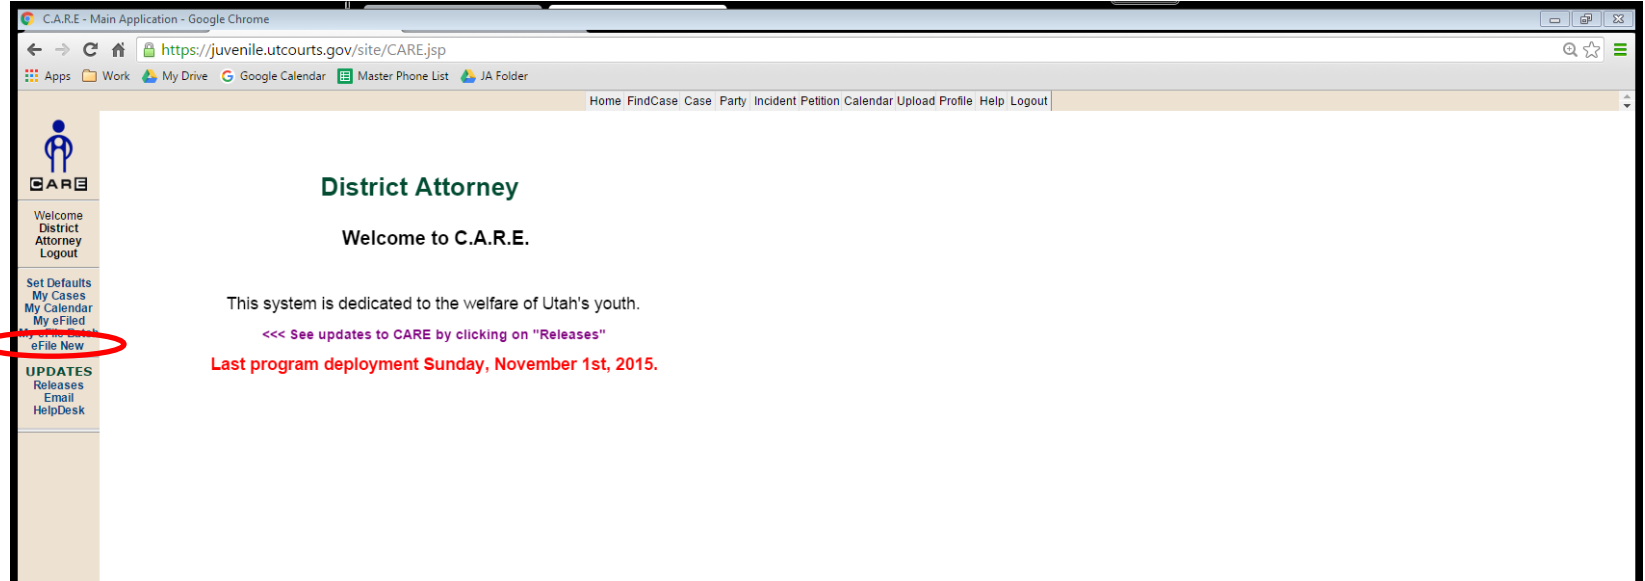 C.A.R.E - Main Application - Google Chrome
https://juvenile.utcourts.gov/site/CARE.jsp
Apps Work My Drive Google Calendar Master Phone List JA Folder
Home FindCase Case Party Incident Petition Calendar Upload Profile Help Logout
CARE
Welcome
District
Attorney
Logout
Set Defaults
My Cases
My Calendar
My eFiled
My eFile Batch
eFile New
UPDATES
Releases
Email
HelpDesk
District Attorney
Welcome to C.A.R.E.
This system is dedicated to the welfare of Utah's youth.
<<< See updates to CARE by clicking on "Releases"
Last program deployment Sunday, November 1st, 2015.